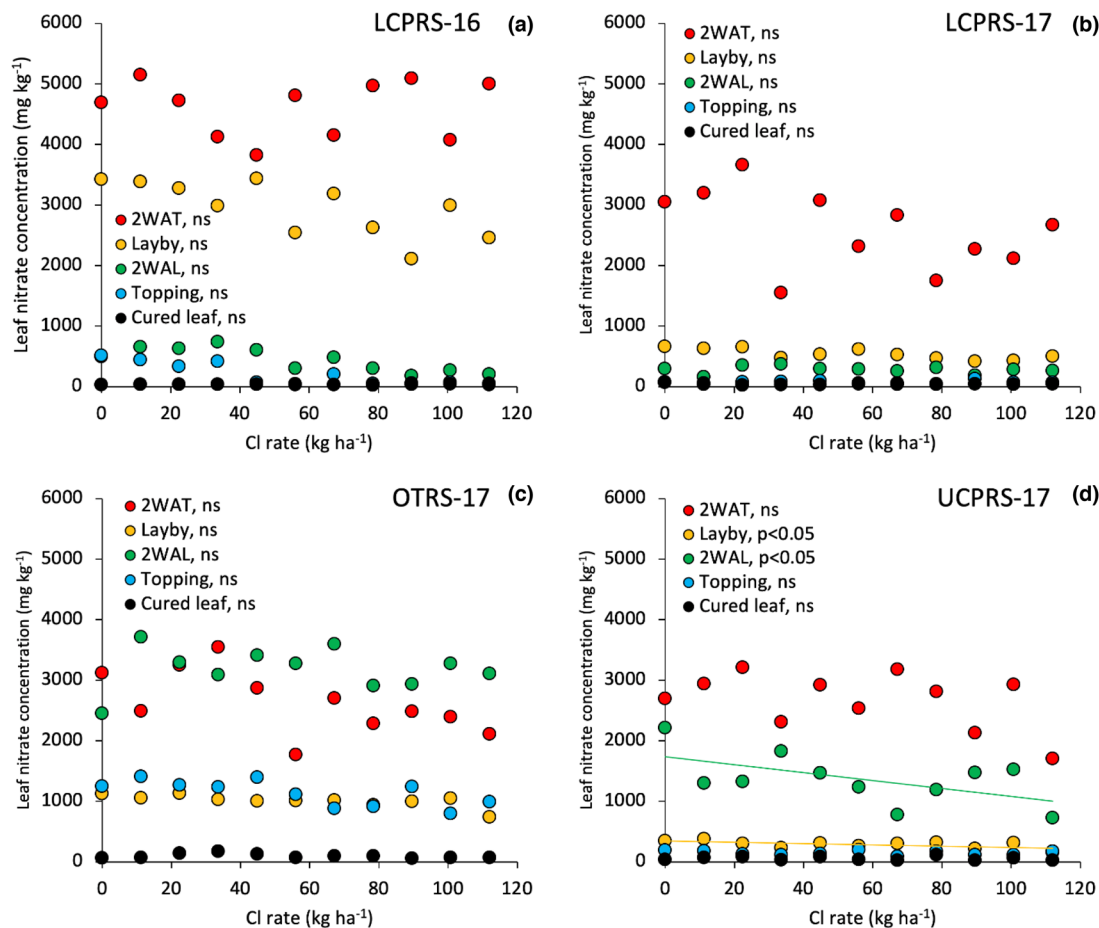 LCPRS-16 (a)
6000
5000
4000
3000
2000
1000
0
Leaf nitrate concentration (mg kg⁻¹)
2WAT, ns
Layby, ns
2WAL, ns
Topping, ns
Cured leaf, ns
0 20 40 60 80 100 120
Cl rate (kg ha⁻¹)
LCPRS-17 (b)
6000
5000
4000
3000
2000
1000
0
Leaf nitrate concentration (mg kg⁻¹)
2WAT, ns
Layby, ns
2WAL, ns
Topping, ns
Cured leaf, ns
0 20 40 60 80 100 120
Cl rate (kg ha⁻¹)
OTRS-17 (c)
6000
5000
4000
3000
2000
1000
0
Leaf nitrate concentration (mg kg⁻¹)
2WAT, ns
Layby, ns
2WAL, ns
Topping, ns
Cured leaf, ns
0 20 40 60 80 100 120
Cl rate (kg ha⁻¹)
UCPRS-17 (d)
6000
5000
4000
3000
2000
1000
0
Leaf nitrate concentration (mg kg⁻¹)
2WAT, ns
Layby, p<0.05
2WAL, p<0.05
Topping, ns
Cured leaf, ns
0 20 40 60 80 100 120
Cl rate (kg ha⁻¹)